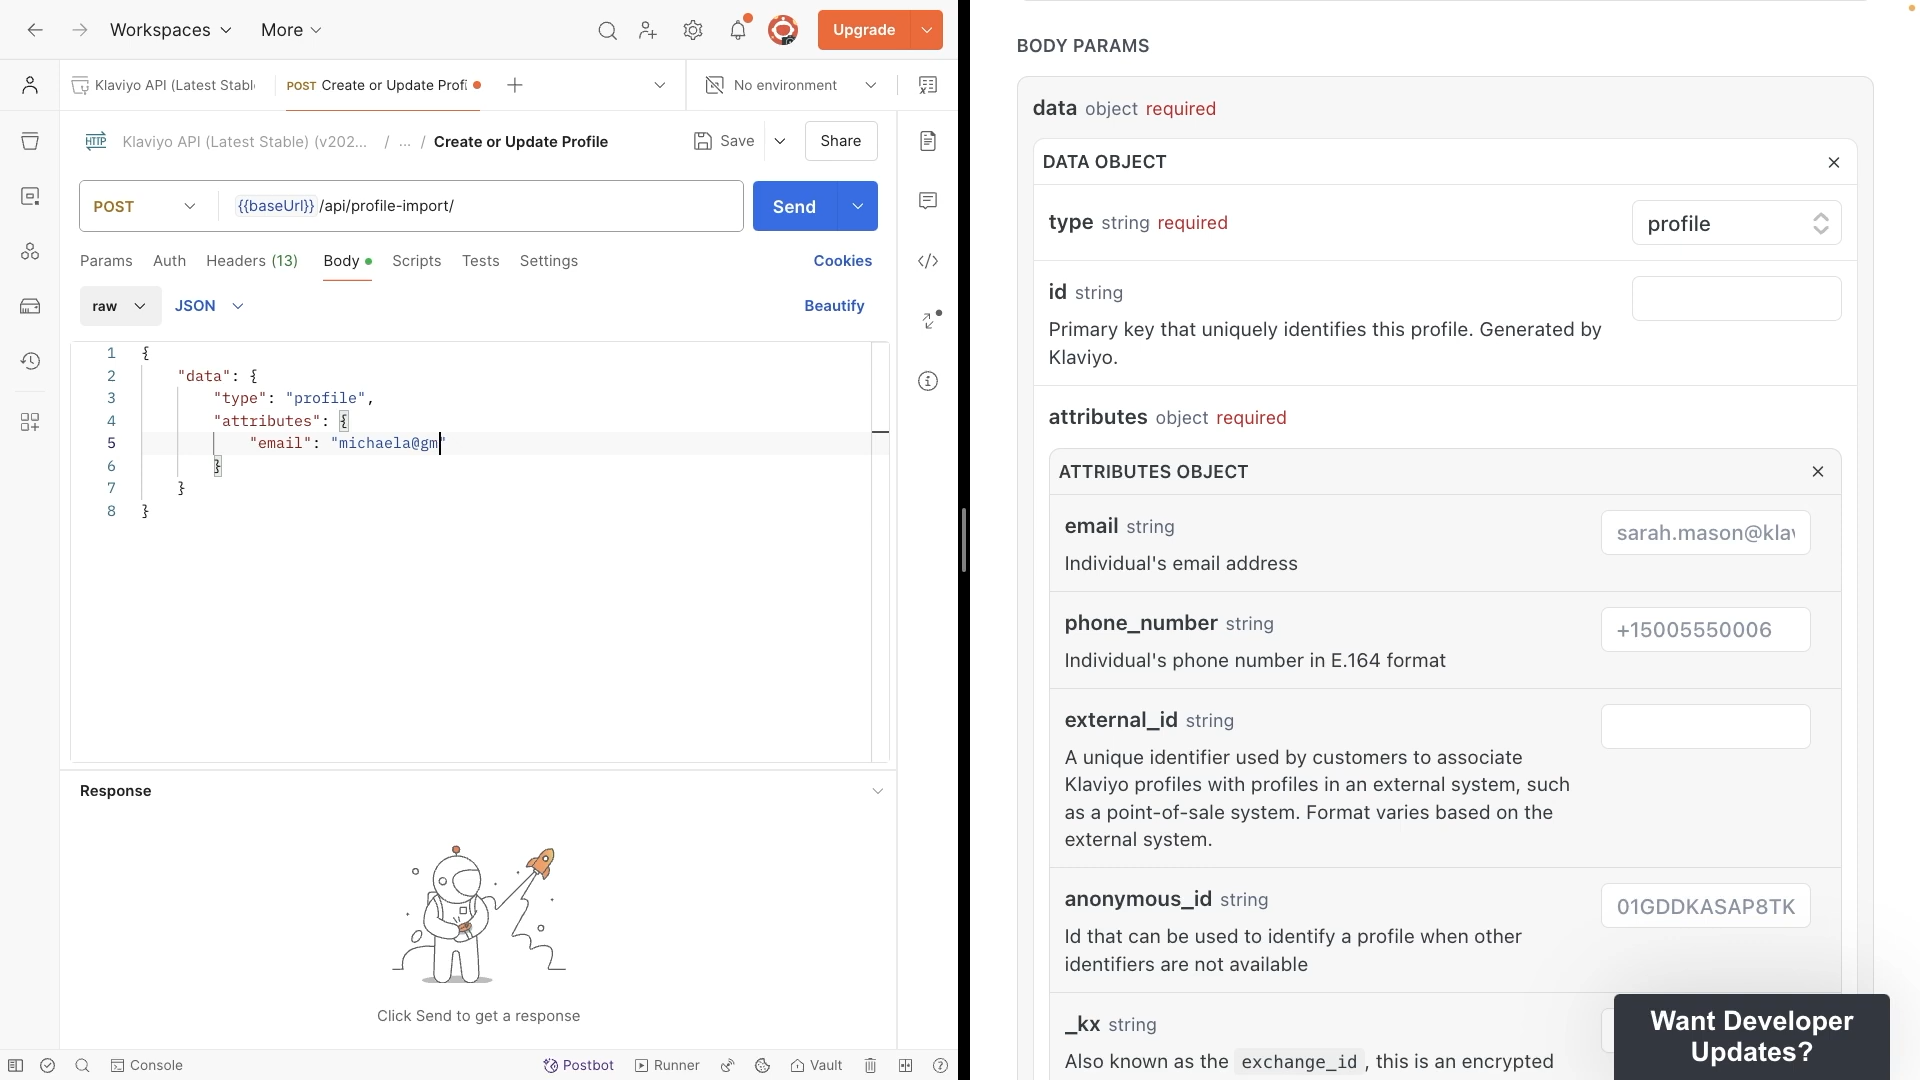 Workspaces
More
Upgrade
Klaviyo API (Latest Stabl
POST Create or Update Profi
No environment
HTTP
Klaviyo API (Latest Stable) (v202... / ... / Create or Update Profile
Save
Share
POST
{{baseUrl}} /api/profile-import/
Send
Params
Auth
Headers (13)
Body
Scripts
Tests
Settings
Cookies
raw
JSON
Beautify
1 {
2 "data": {
3 "type": "profile",
4 "attributes": {
5 "email": "michaela@gm"
6 }
7 }
8 }
Response
Click Send to get a response
Console
Postbot
Runner
Vault
BODY PARAMS
data object required
DATA OBJECT
type string required
profile
id string
Primary key that uniquely identifies this profile. Generated by
Klaviyo.
attributes object required
ATTRIBUTES OBJECT
email string
sarah.mason@klav
Individual's email address
phone_number string
+15005550006
Individual's phone number in E.164 format
external_id string
A unique identifier used by customers to associate
Klaviyo profiles with profiles in an external system, such
as a point-of-sale system. Format varies based on the
external system.
anonymous_id string
01GDDKASAP8TK
Id that can be used to identify a profile when other
identifiers are not available
_kx string
Also known as the exchange_id , this is an encrypted
Want Developer
Updates?